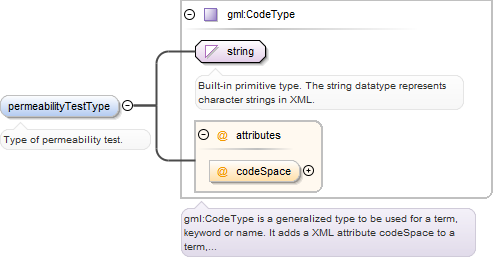 gml:CodeType
string
Built-in primitive type. The string datatype represents
character strings in XML.
permeabilityTestType
Type of permeability test.
@ attributes
@ codeSpace
gml:CodeType is a generalized type to be used for a term,
keyword or name. It adds a XML attribute codeSpace to a
term,...